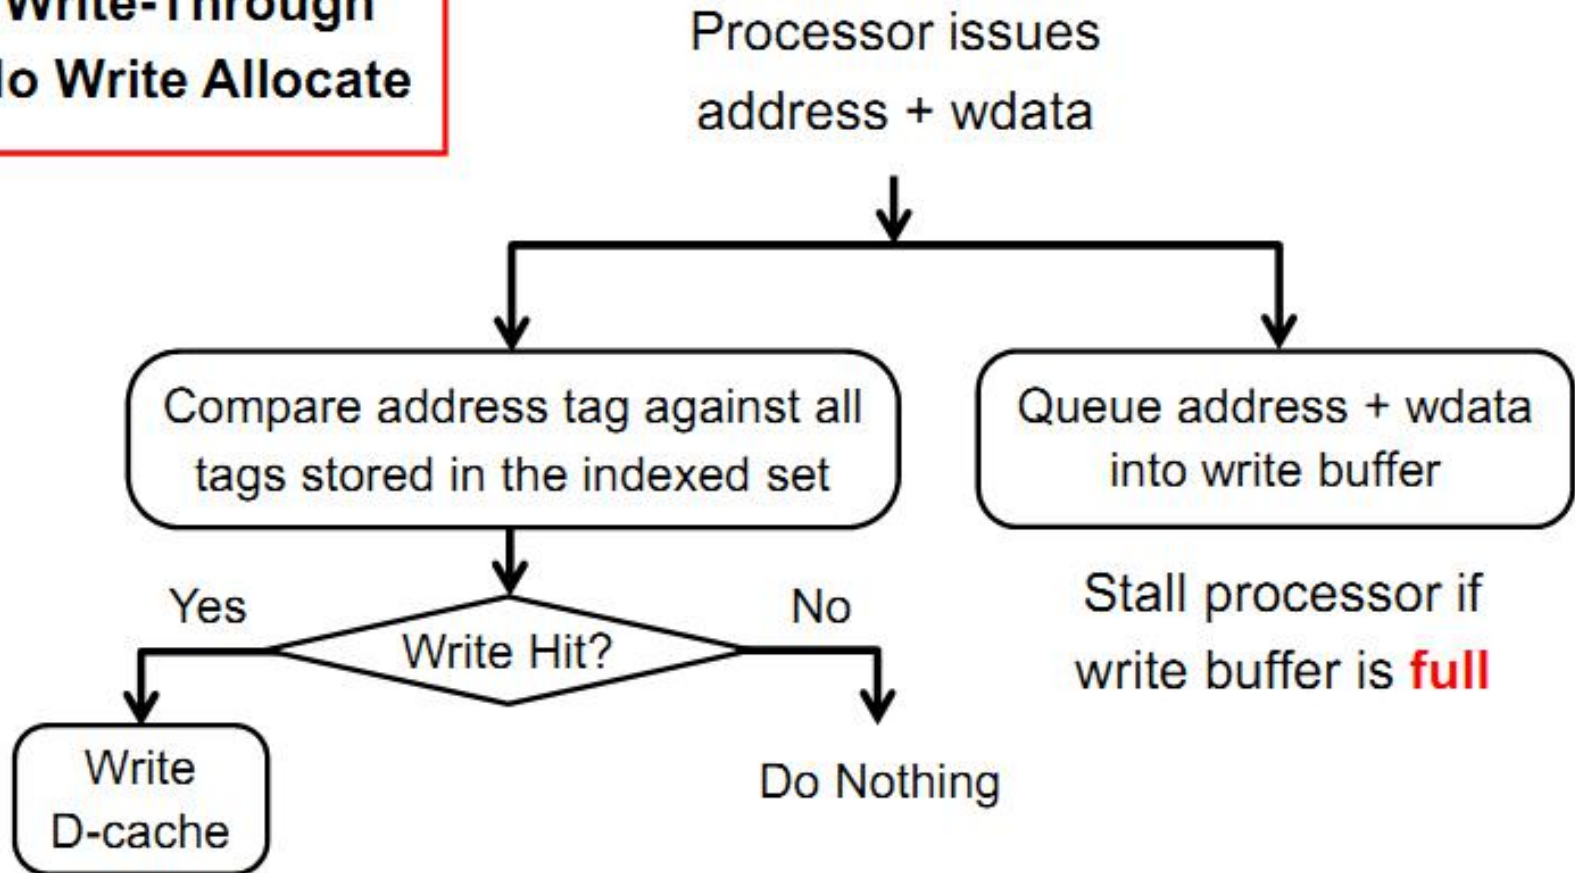 Write-Through
o Write Allocate
Processor issues
address + wdata
Compare address tag against all
tags stored in the indexed set
Queue address + wdata
into write buffer
Yes
Write Hit?
No
Stall processor if
write buffer is full
Write
D-cache
Do Nothing